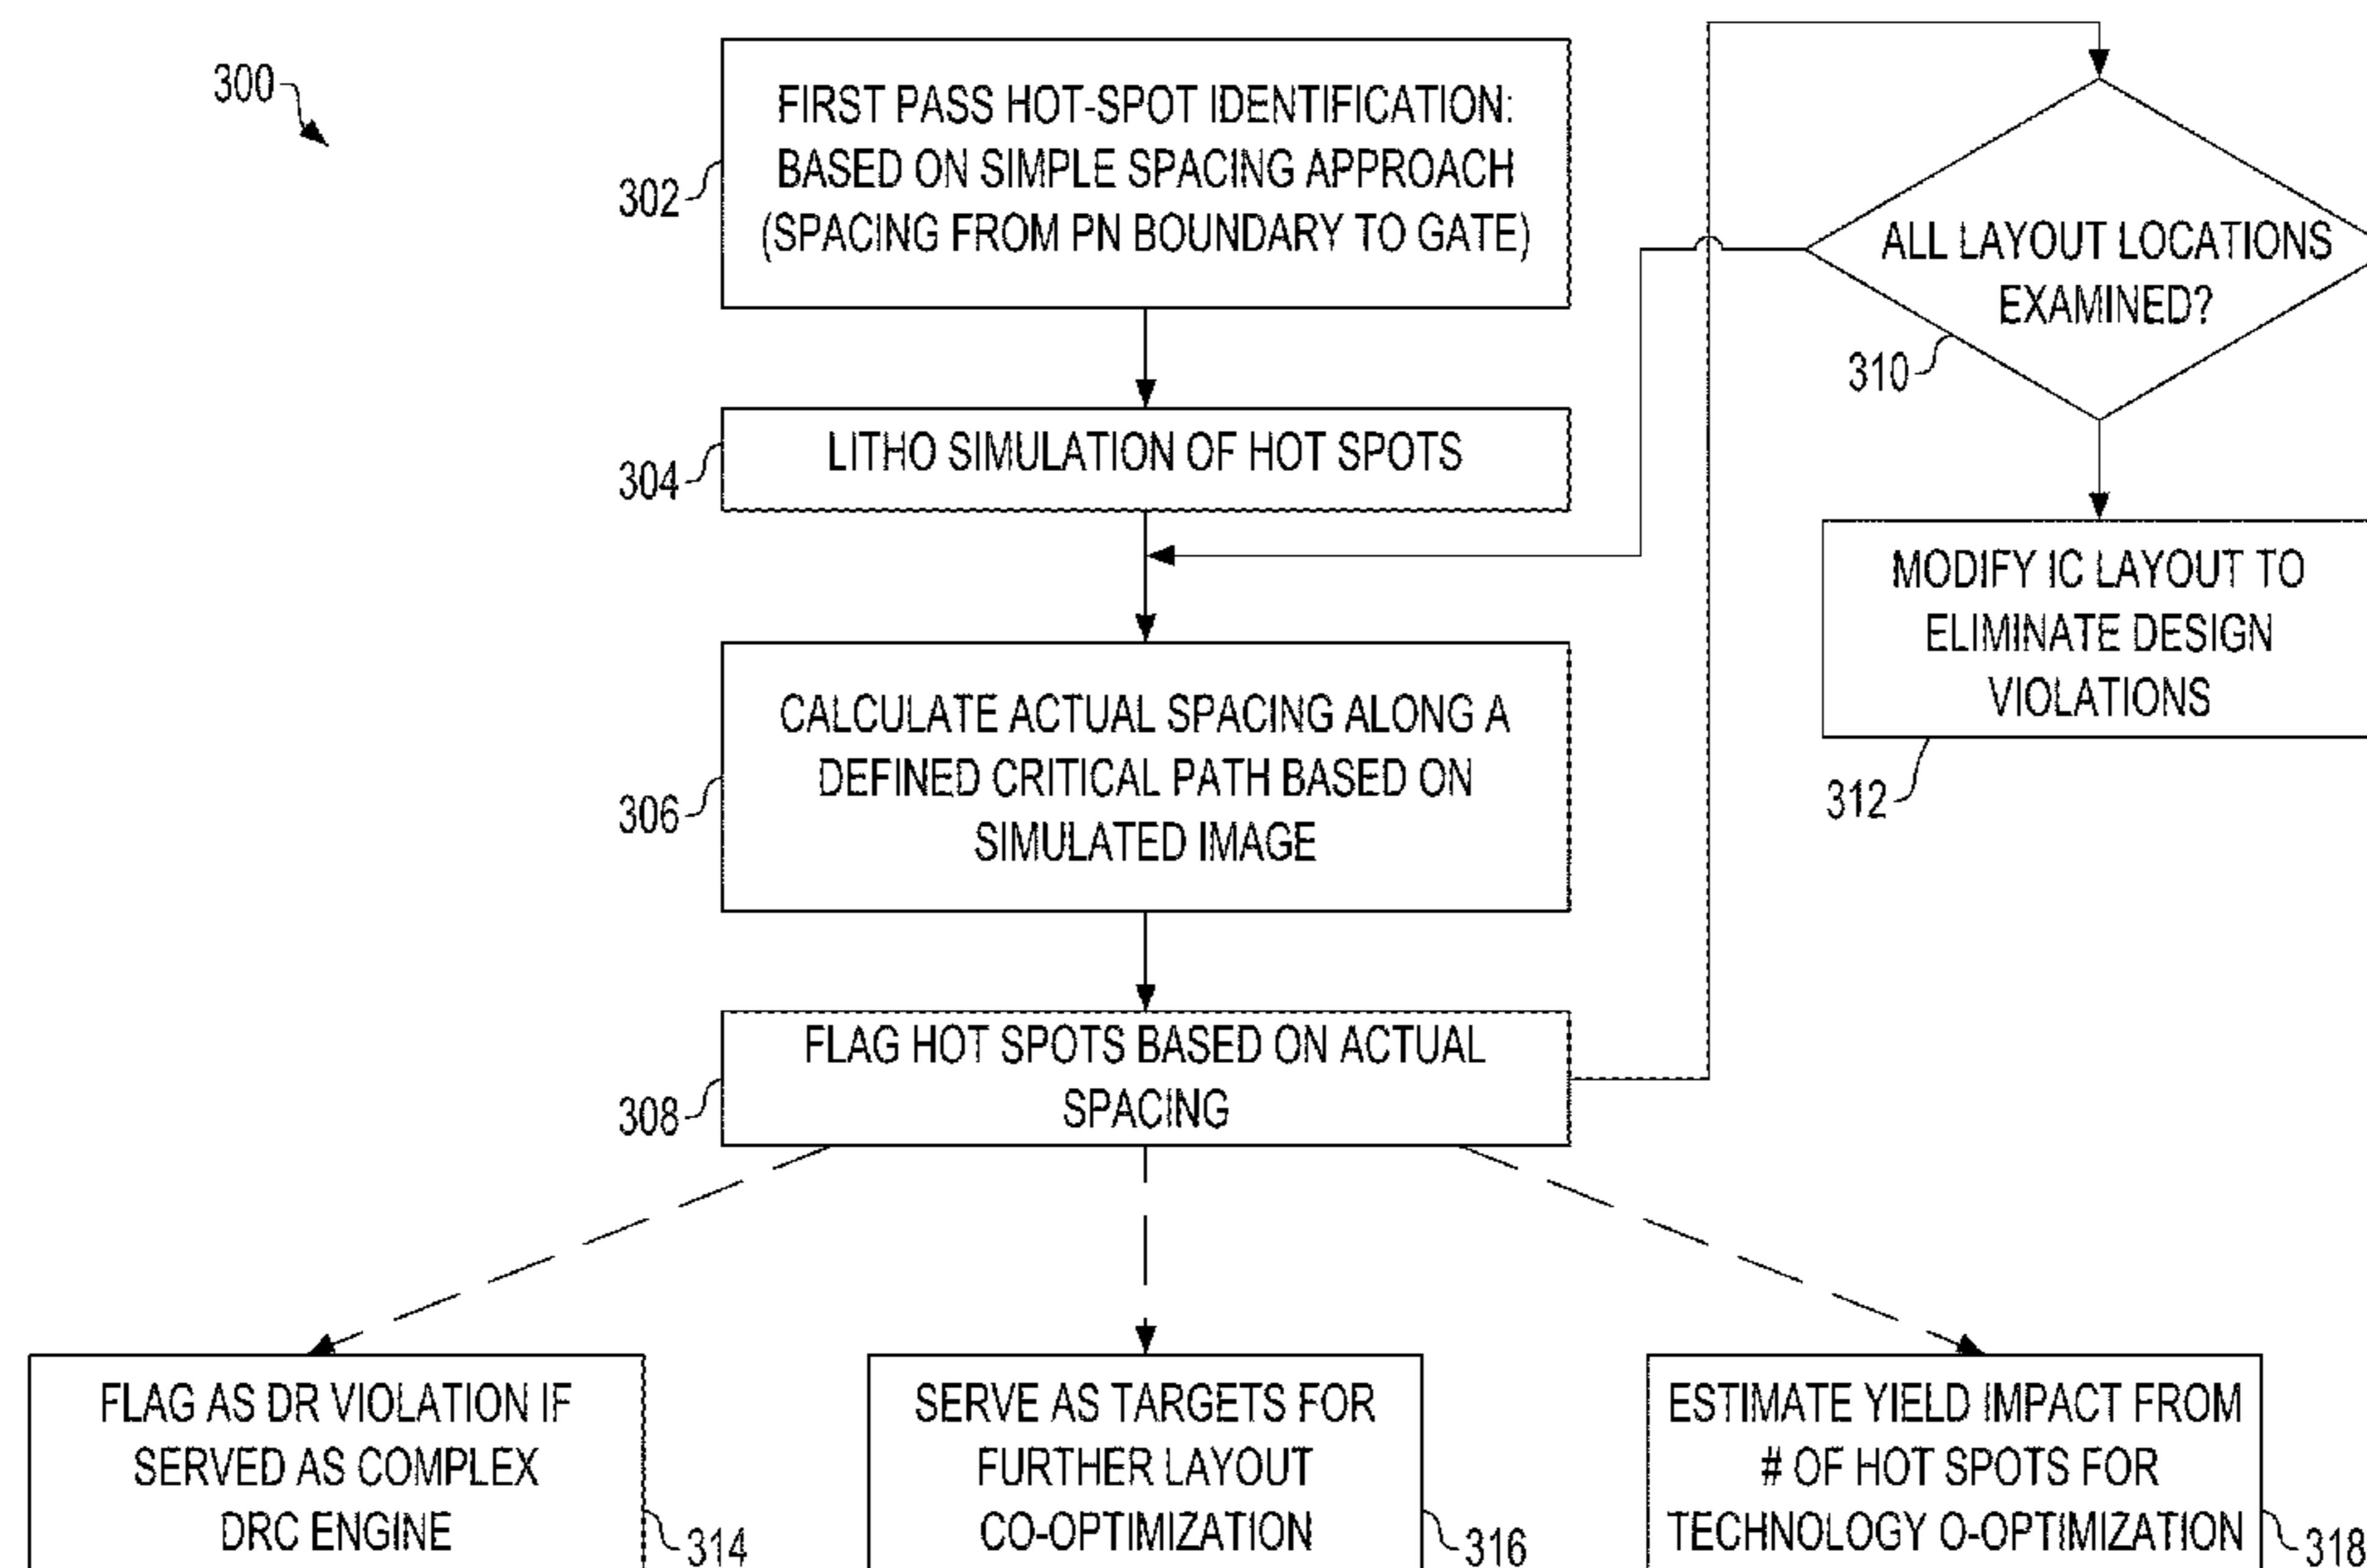 300
FIRST PASS HOT-SPOT IDENTIFICATION:
BASED ON SIMPLE SPACING APPROACH
(SPACING FROM PN BOUNDARY TO GATE)
302
LITHO SIMULATION OF HOT SPOTS
304
CALCULATE ACTUAL SPACING ALONG A
DEFINED CRITICAL PATH BASED ON
SIMULATED IMAGE
306
FLAG HOT SPOTS BASED ON ACTUAL
SPACING
308
ALL LAYOUT LOCATIONS
EXAMINED?
310
MODIFY IC LAYOUT TO
ELIMINATE DESIGN
VIOLATIONS
312
FLAG AS DR VIOLATION IF
SERVED AS COMPLEX
DRC ENGINE
314
SERVE AS TARGETS FOR
FURTHER LAYOUT
CO-OPTIMIZATION
316
ESTIMATE YIELD IMPACT FROM
# OF HOT SPOTS FOR
TECHNOLOGY O-OPTIMIZATION
318